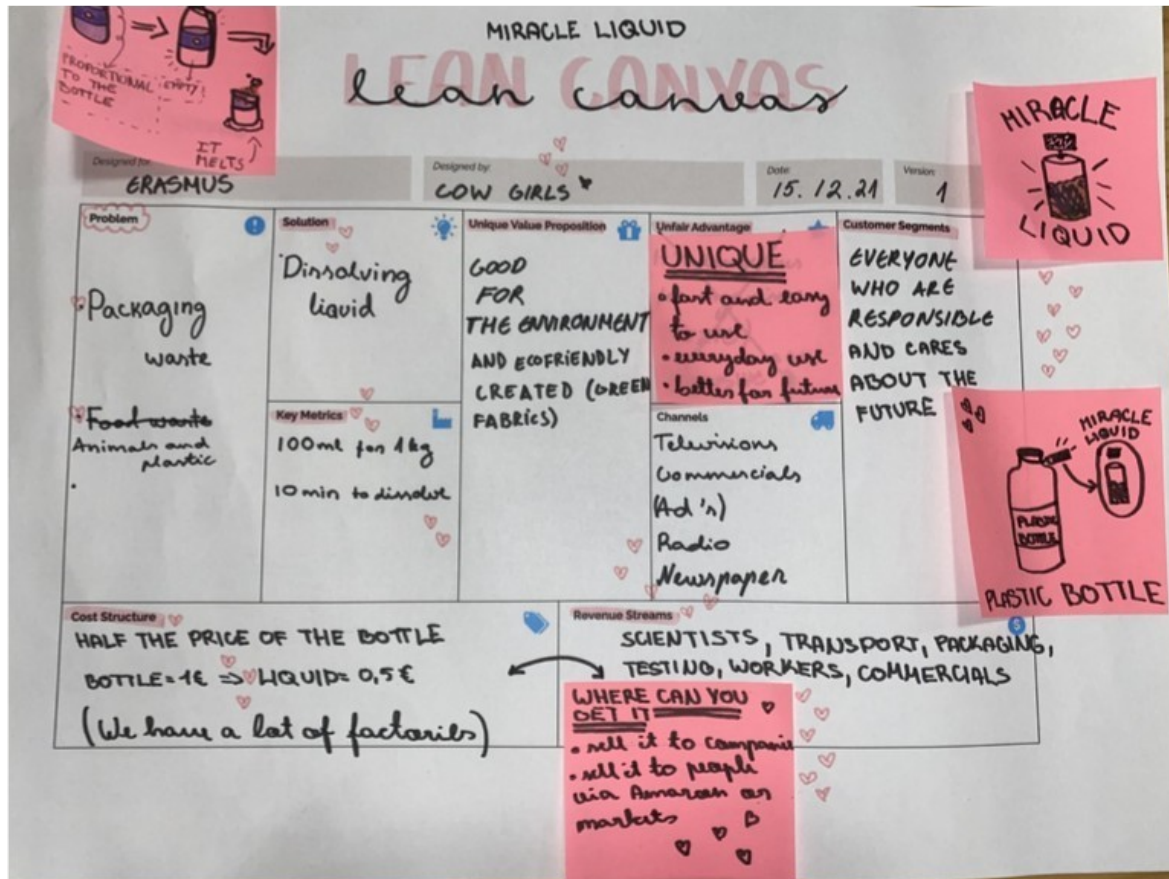 PROPORTIONAL
TO THE
BOTTLE
EMPTY!
IT
MELTS
MIRACLE LIQUID
LEAN CANVAS
lean canvas
Designed for:
ERASMUS
Designed by:
COW GIRLS
Date:
15.12.21
Version:
1
MIRACLE
LIQUID
Problem
• Packaging
waste
• Food waste
Animals and
plastic
•
Solution
Dissolving
liquid
Key Metrics
100ml for 1kg
10 min to dissolve
Unique Value Proposition
GOOD
FOR
THE ENVIRONMENT
AND ECOFRIENDLY
CREATED (GREEN
FABRICS)
Unfair Advantage
UNIQUE
• fast and easy
to use
• everyday use
• better for future
Channels
Televisions
Commercials
(Ad's)
Radio
Newspaper
Customer Segments
EVERYONE
WHO ARE
RESPONSIBLE
AND CARES
ABOUT THE
FUTURE
MIRACLE
LIQUID
PLASTIC
BOTTLE
PLASTIC BOTTLE
Cost Structure
HALF THE PRICE OF THE BOTTLE
BOTTLE = 1€ => LIQUID = 0,5€
(We have a lot of factories)
Revenue Streams
SCIENTISTS, TRANSPORT, PACKAGING,
TESTING, WORKERS, COMMERCIALS
WHERE CAN YOU
GET IT
• sell it to companie
• sell it to people
via Amazon or
markets